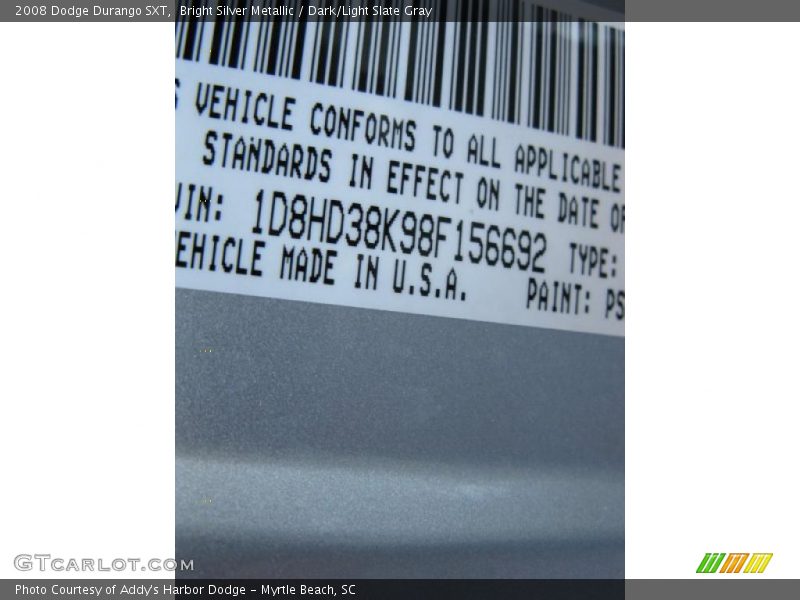 2008 Dodge Durango SXT, Bright Silver Metallic / Dark/Light Slate Gray
VEHICLE CONFORMS TO ALL APPLICABLE
STANDARDS IN EFFECT ON THE DATE OF
VIN: 1D8HD38K98F156692 TYPE:
EHICLE MADE IN U.S.A. PAINT: PS
GTCARLOT.COM
Photo Courtesy of Addy's Harbor Dodge - Myrtle Beach, SC